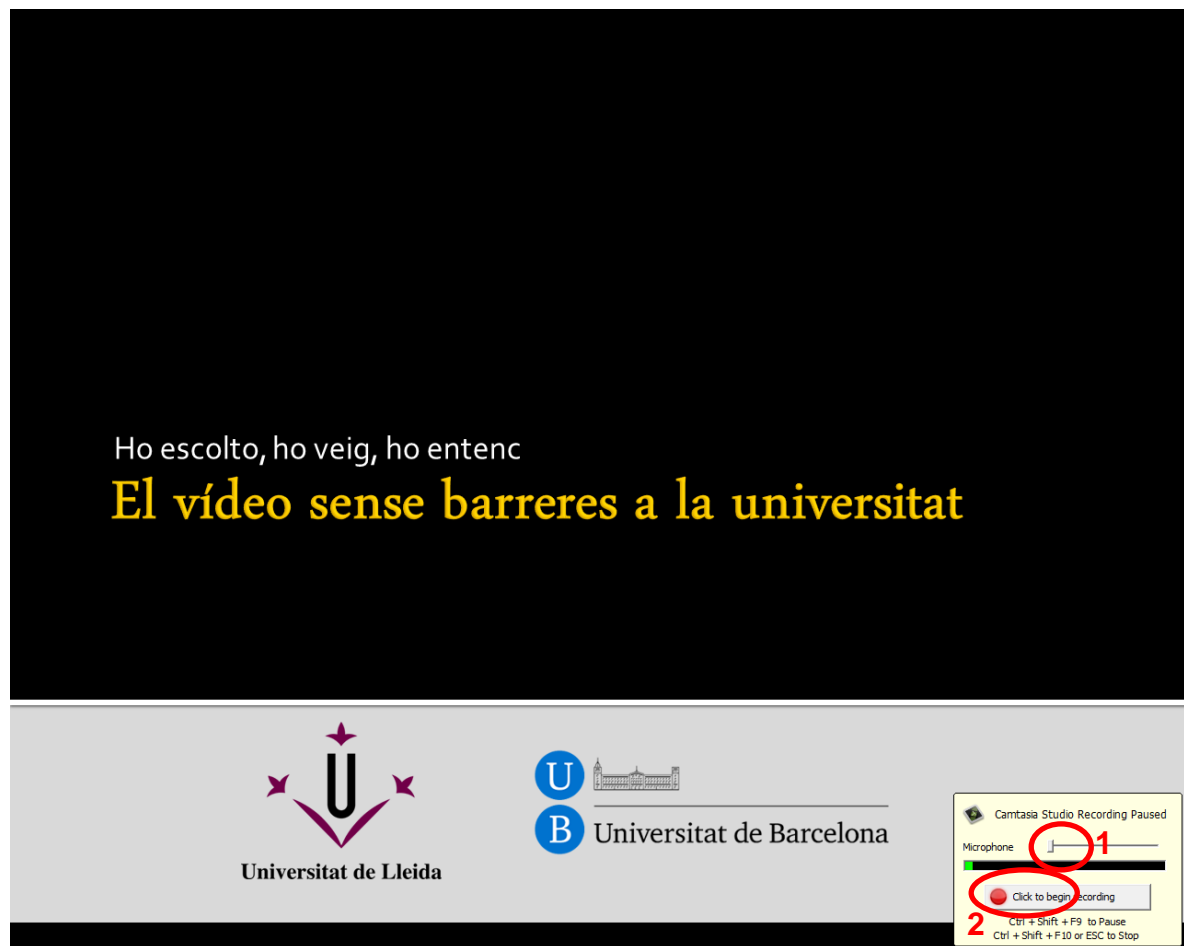 Ho escolto, ho veig, ho entenc
El vídeo sense barreres a la universitat
U
Universitat de Lleida
U
B Universitat de Barcelona
Camtasia Studio Recording Paused
Microphone 1
Click to begin recording
2
Ctrl + Shift + F9 to Pause
Ctrl + Shift + F10 or ESC to Stop